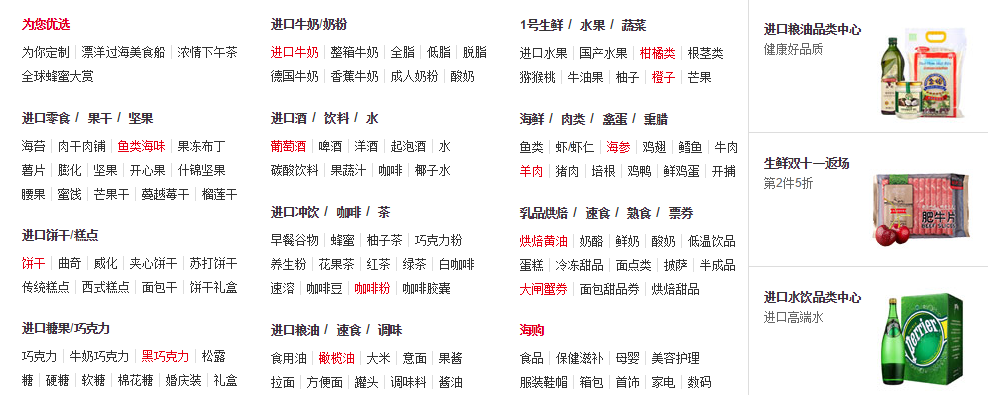 为您优选
为你定制 漂洋过海美食船 浓情下午茶
全球蜂蜜大赏
进口零食 / 果干 / 坚果
海苔 肉干肉铺 鱼类海味 果冻布丁
薯片 膨化 坚果 开心果 什锦坚果
腰果 蜜饯 芒果干 蔓越莓干 榴莲干
进口饼干/糕点
饼干 曲奇 威化 夹心饼干 苏打饼干
传统糕点 西式糕点 面包干 饼干礼盒
进口糖果/巧克力
巧克力 牛奶巧克力 黑巧克力 松露
糖 硬糖 软糖 棉花糖 婚庆装 礼盒
进口牛奶/奶粉
进口牛奶 整箱牛奶 全脂 低脂 脱脂
德国牛奶 香蕉牛奶 成人奶粉 酸奶
进口酒 / 饮料 / 水
葡萄酒 啤酒 洋酒 起泡酒 水
碳酸饮料 果蔬汁 咖啡 椰子水
进口冲饮 / 咖啡 / 茶
早餐谷物 蜂蜜 柚子茶 巧克力粉
养生粉 花果茶 红茶 绿茶 白咖啡
速溶 咖啡豆 咖啡粉 咖啡胶囊
进口粮油 / 速食 / 调味
食用油 橄榄油 大米 意面 果酱
拉面 方便面 罐头 调味料 酱油
1号生鲜 / 水果 / 蔬菜
进口水果 国产水果 柑橘类 根茎类
猕猴桃 牛油果 柚子 橙子 芒果
海鲜 / 肉类 / 禽蛋 / 熏腊
鱼类 虾/虾仁 海参 鸡翅 鳕鱼 牛肉
羊肉 猪肉 培根 鸡鸭 鲜鸡蛋 开捕
乳品烘焙 / 速食 / 熟食 / 票券
烘焙黄油 奶酪 鲜奶 酸奶 低温饮品
蛋糕 冷冻甜品 面点类 披萨 半成品
大闸蟹券 面包甜品券 烘焙甜品
海购
食品 保健滋补 母婴 美容护理
服装鞋帽 箱包 首饰 家电 数码
进口粮油品类中心
健康好品质
生鲜双十一返场
第2件5折
肥牛片
进口水饮品类中心
进口高端水
Perrier